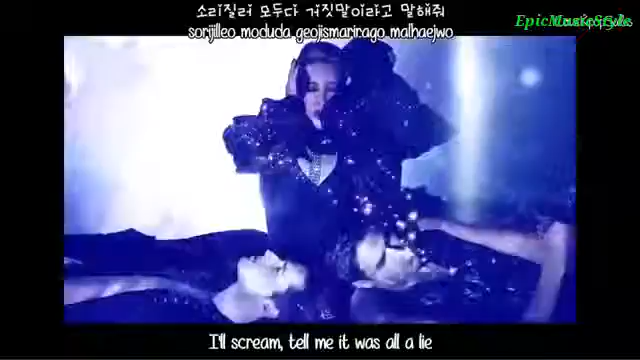 소리질러 모두다 거짓말이라고 말해줘
sorijilleo moduda geojismarirago malhaejwo
EpicMusicStyle
I'll scream, tell me it was all a lie